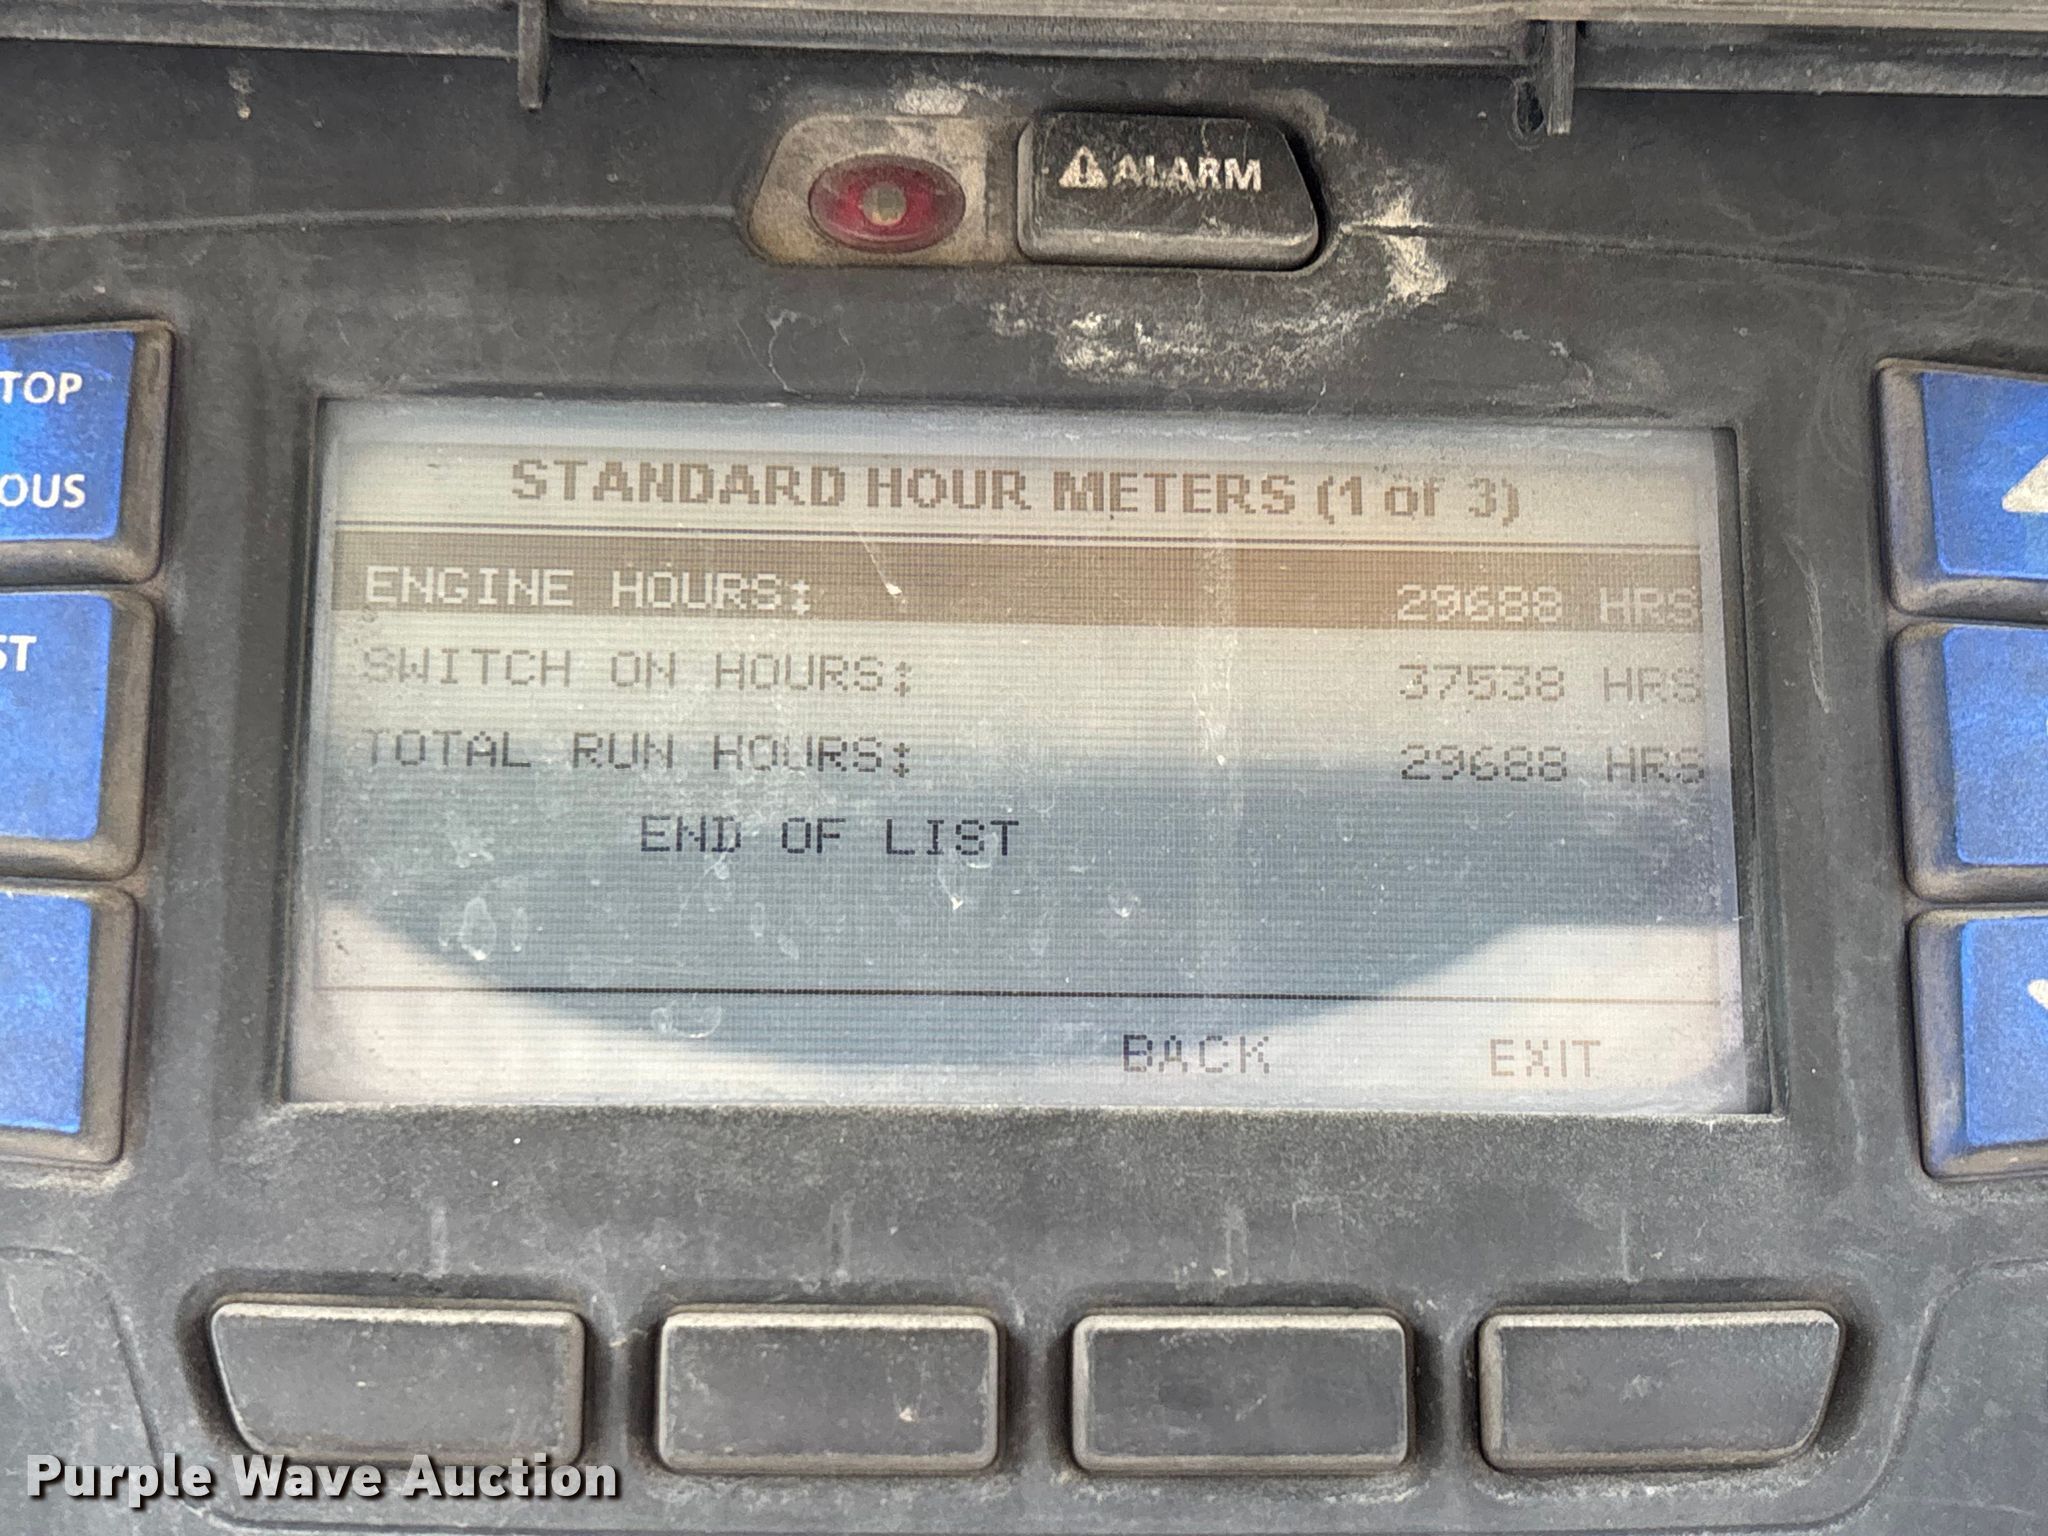 ⚠ALARM
TOP
OUS
ST
STANDARD HOUR METERS (1 of 3)
ENGINE HOURS: 29688 HRS
SWITCH ON HOURS: 37538 HRS
TOTAL RUN HOURS: 29688 HRS
END OF LIST
BACK EXIT
Purple Wave Auction